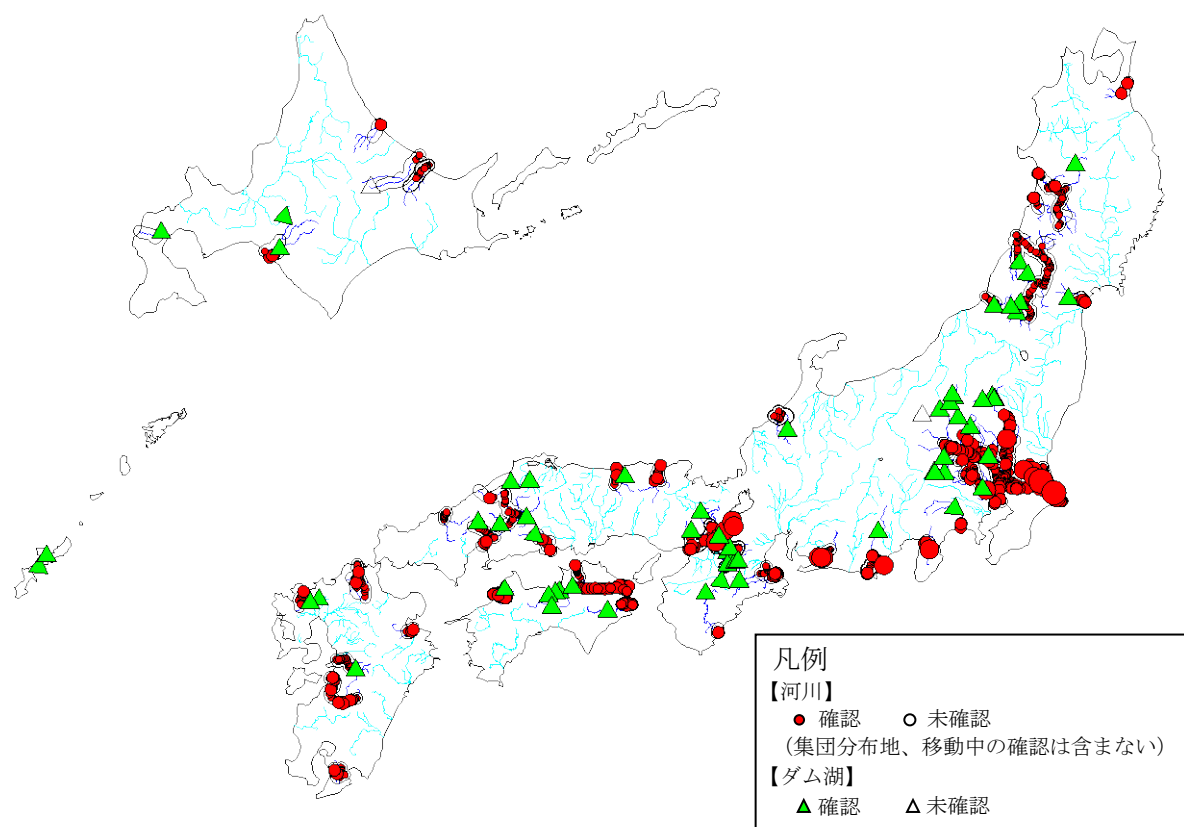 凡例
【河川】
確認 未確認
(集団分布地、移動中の確認は含まない)
【ダム湖】
確認 未確認